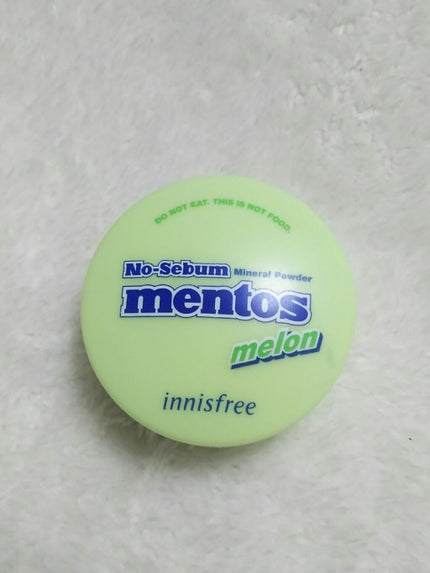 DO NOT EAT. THIS IS NOT FOOD.
No-Sebum Mineral Powder
mentos
melon
innisfree